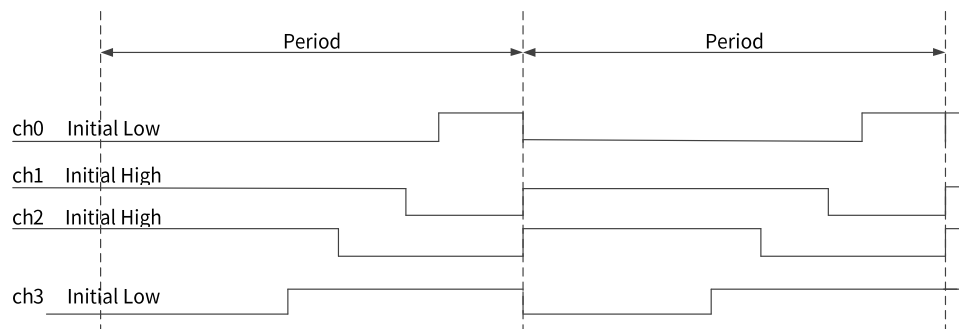 Period Period
ch0 Initial Low
ch1 Initial High
ch2 Initial High
ch3 Initial Low